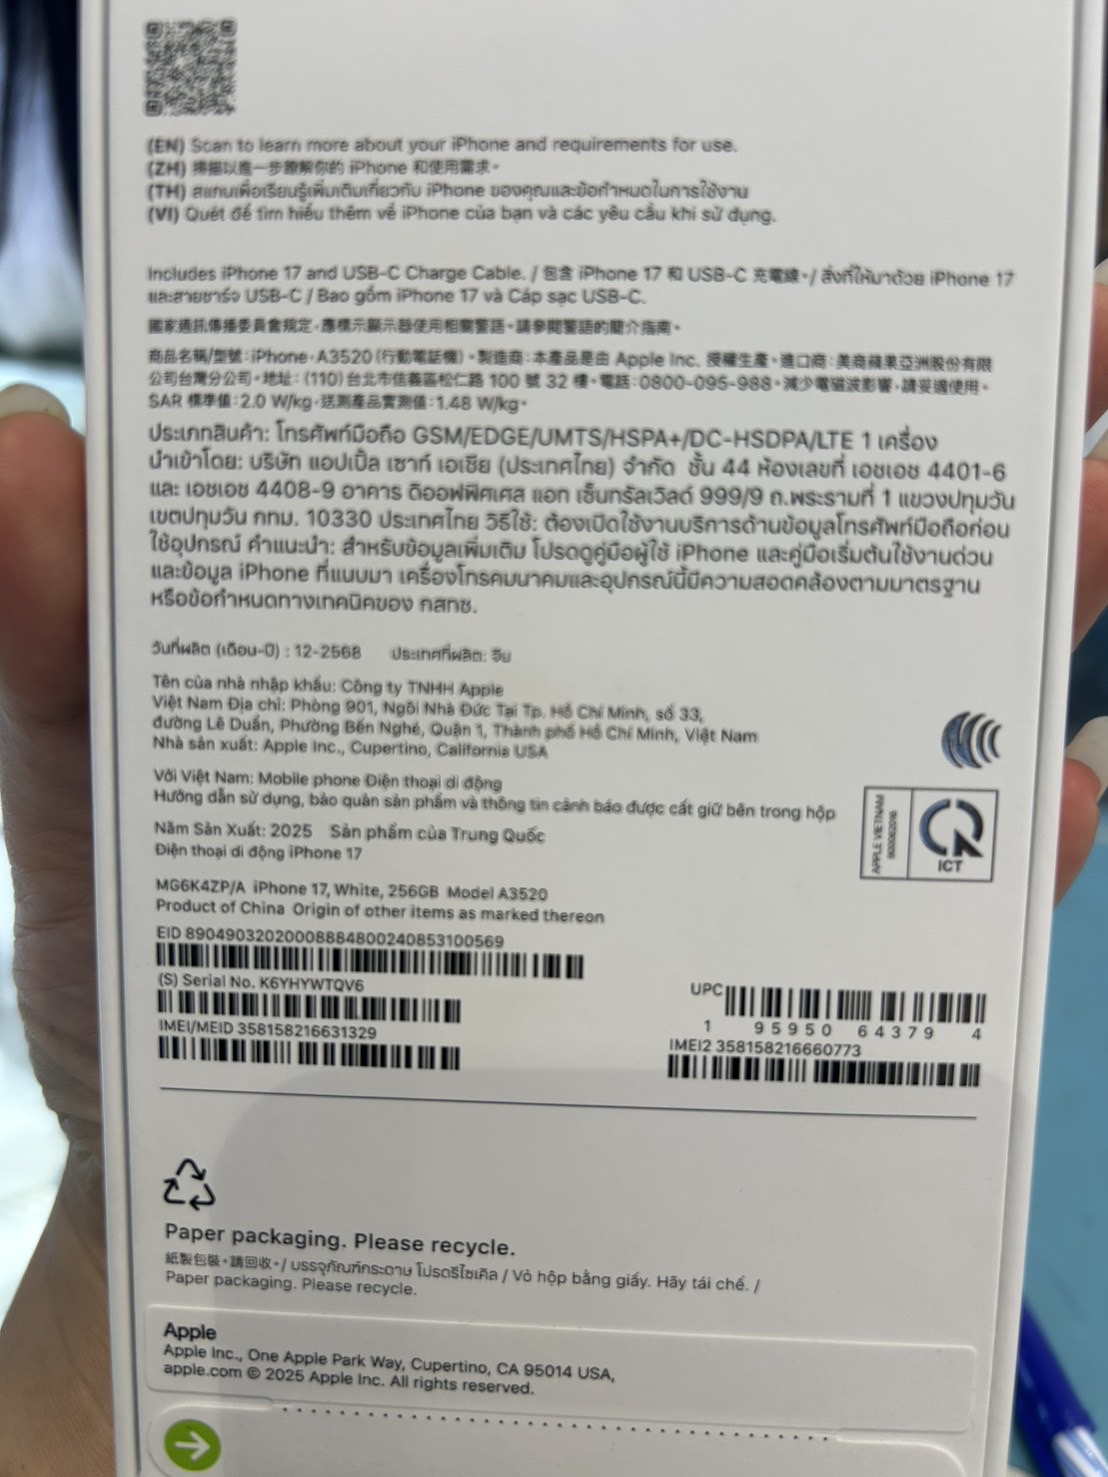 (EN) Scan to learn more about your iPhone and requirements for use.
(ZH) 掃描以進一步瞭解你的 iPhone 和使用需求。
(TH) สแกนเพื่อเรียนรู้เพิ่มเติมเกี่ยวกับ iPhone ของคุณและข้อกำหนดในการใช้งาน
(VI) Quét để tìm hiểu thêm về iPhone của bạn và các yêu cầu khi sử dụng.
Includes iPhone 17 and USB-C Charge Cable. / 包含 iPhone 17 和 USB-C 充電線。/ สิ่งที่ให้มาด้วย iPhone 17
และสายชาร์จ USB-C / Bao gồm iPhone 17 và Cáp sạc USB-C.
國家通訊傳播委員會規定，應標示顯示器使用相關警語。請參閱警語的簡介指南。
商品名稱/型號：iPhone，A3520（行動電話機）。製造商：本產品是由 Apple Inc. 授權生產。進口商：美商蘋果亞洲股份有限
公司台灣分公司。地址：（110）台北市信義區松仁路 100 號 32 樓。電話：0800-095-988。減少電磁波影響，請妥適使用。
SAR 標準值：2.0 W/kg，送測產品實測值：1.48 W/kg。
ประเภทสินค้า: โทรศัพท์มือถือ GSM/EDGE/UMTS/HSPA+/DC-HSDPA/LTE 1 เครื่อง
นำเข้าโดย: บริษัท แอปเปิ้ล เซาท์ เอเชีย (ประเทศไทย) จำกัด ชั้น 44 ห้องเลขที่ เอชเอช 4401-6
และ เอชเอช 4408-9 อาคาร ดิออฟฟิศเศส แอท เซ็นทรัลเวิลด์ 999/9 ถ.พระรามที่ 1 แขวงปทุมวัน
เขตปทุมวัน กทม. 10330 ประเทศไทย วิธีใช้: ต้องเปิดใช้งานบริการด้านข้อมูลโทรศัพท์มือถือก่อน
ใช้อุปกรณ์ คำแนะนำ: สำหรับข้อมูลเพิ่มเติม โปรดดูคู่มือผู้ใช้ iPhone และคู่มือเริ่มต้นใช้งานด่วน
และข้อมูล iPhone ที่แนบมา เครื่องโทรคมนาคมและอุปกรณ์นี้มีความสอดคล้องตามมาตรฐาน
หรือข้อกำหนดทางเทคนิคของ กสทช.
วันที่ผลิต (เดือน-ปี) : 12-2568 ประเทศที่ผลิต: จีน
Tên của nhà nhập khẩu: Công ty TNHH Apple
Việt Nam Địa chỉ: Phòng 901, Ngôi Nhà Đức Tại Tp. Hồ Chí Minh, số 33,
đường Lê Duẩn, Phường Bến Nghé, Quận 1, Thành phố Hồ Chí Minh, Việt Nam
Nhà sản xuất: Apple Inc., Cupertino, California USA
Với Việt Nam: Mobile phone Điện thoại di động
Hướng dẫn sử dụng, bảo quản sản phẩm và thông tin cảnh báo được cất giữ bên trong hộp
Năm Sản Xuất: 2025 Sản phẩm của Trung Quốc
Điện thoại di động iPhone 17
APPLE VIETNAM
ICT
MG6K4ZP/A iPhone 17, White, 256GB Model A3520
Product of China Origin of other items as marked thereon
EID 89049032020008884800240853100569
(S) Serial No. K6YHYWTQV6
UPC
1 95950 64379 4
IMEI/MEID 358158216631329
IMEI2 358158216660773
Paper packaging. Please recycle.
紙製包裝，請回收。/ บรรจุภัณฑ์กระดาษ โปรดรีไซเคิล / Vỏ hộp bằng giấy. Hãy tái chế. /
Paper packaging. Please recycle.
Apple
Apple Inc., One Apple Park Way, Cupertino, CA 95014 USA,
apple.com © 2025 Apple Inc. All rights reserved.